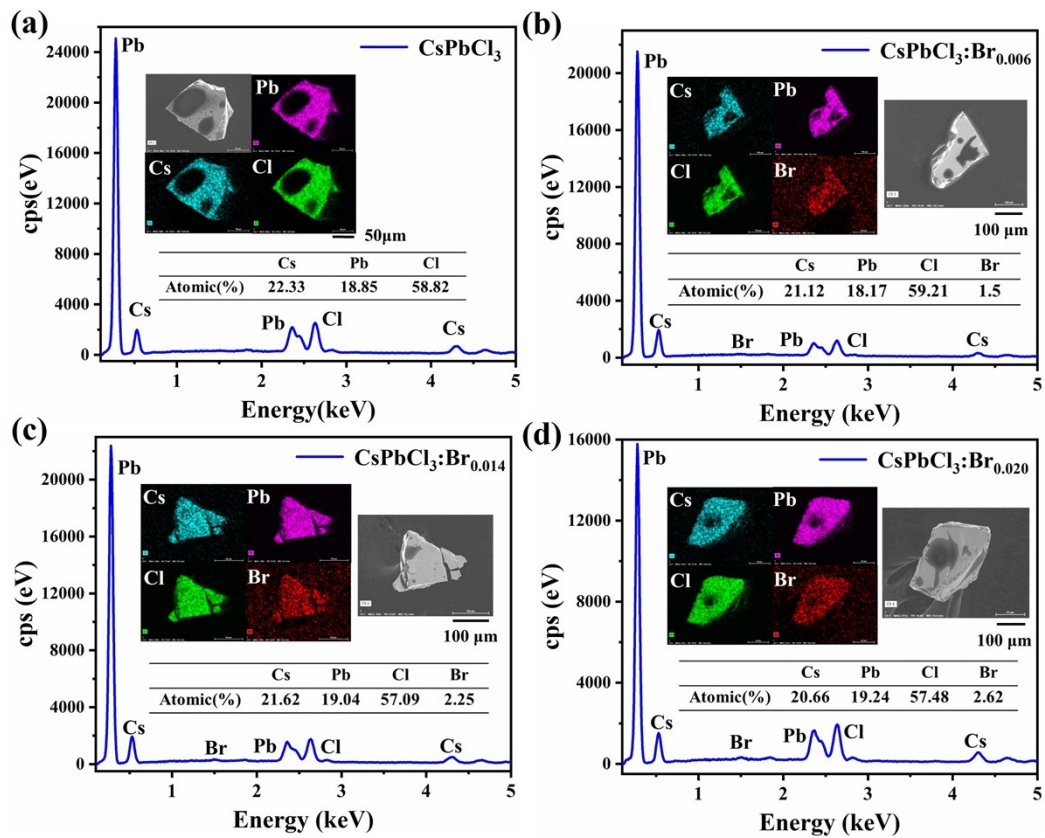 (a)
24000
20000
16000
12000
8000
4000
0
cps(eV)
Pb
CsPbCl3
Pb
Cs
Cl
50μm
Cs Pb Cl
Atomic(%) 22.33 18.85 58.82
Cs
Pb
Cl
Cs
1 2 3 4 5
Energy(keV)
(b)
20000
16000
12000
8000
4000
0
cps (eV)
Pb
CsPbCl3:Br0.006
Cs
Pb
Cl
Br
100 μm
Cs Pb Cl Br
Atomic(%) 21.12 18.17 59.21 1.5
Cs
Br
Pb
Cl
Cs
1 2 3 4 5
Energy (keV)
(c)
20000
16000
12000
8000
4000
0
cps (eV)
Pb
CsPbCl3:Br0.014
Cs
Pb
Cl
Br
100 μm
Cs Pb Cl Br
Atomic(%) 21.62 19.04 57.09 2.25
Cs
Br
Pb
Cl
Cs
1 2 3 4 5
Energy (keV)
(d)
16000
12000
8000
4000
0
cps (eV)
Pb
CsPbCl3:Br0.020
Cs
Pb
Cl
Br
100 μm
Cs Pb Cl Br
Atomic(%) 20.66 19.24 57.48 2.62
Cs
Br
Pb
Cl
Cs
1 2 3 4 5
Energy (keV)